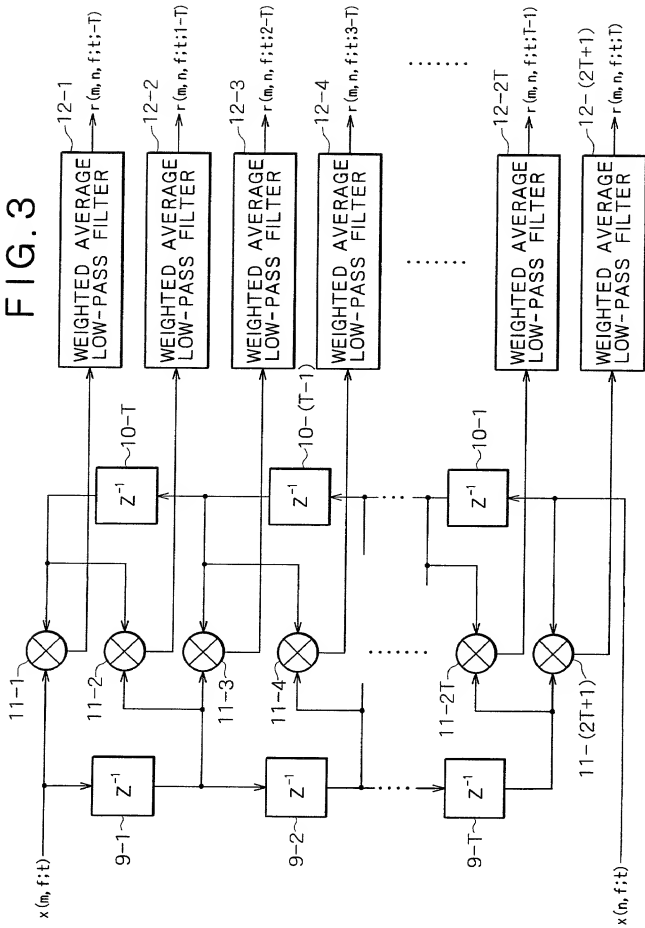 FIG.3
12-1
WEIGHTED AVERAGE
LOW-PASS FILTER
r(m,n,f;t;-T)
12-2
WEIGHTED AVERAGE
LOW-PASS FILTER
r(m,n,f;t;1-T)
12-3
WEIGHTED AVERAGE
LOW-PASS FILTER
r(m,n,f;t;2-T)
12-4
WEIGHTED AVERAGE
LOW-PASS FILTER
r(m,n,f;t;3-T)
.......
.......
12-2T
WEIGHTED AVERAGE
LOW-PASS FILTER
r(m,n,f;t;T-1)
12-(2T+1)
WEIGHTED AVERAGE
LOW-PASS FILTER
r(m,n,f;t;T)
10-T
Z⁻¹
10-(T-1)
Z⁻¹
10-1
Z⁻¹
11-1
11-2
11-3
11-4
.......
11-2T
11-(2T+1)
Z⁻¹
9-1
Z⁻¹
9-2
Z⁻¹
9-T
x(m,f;t)
x(n,f;t)